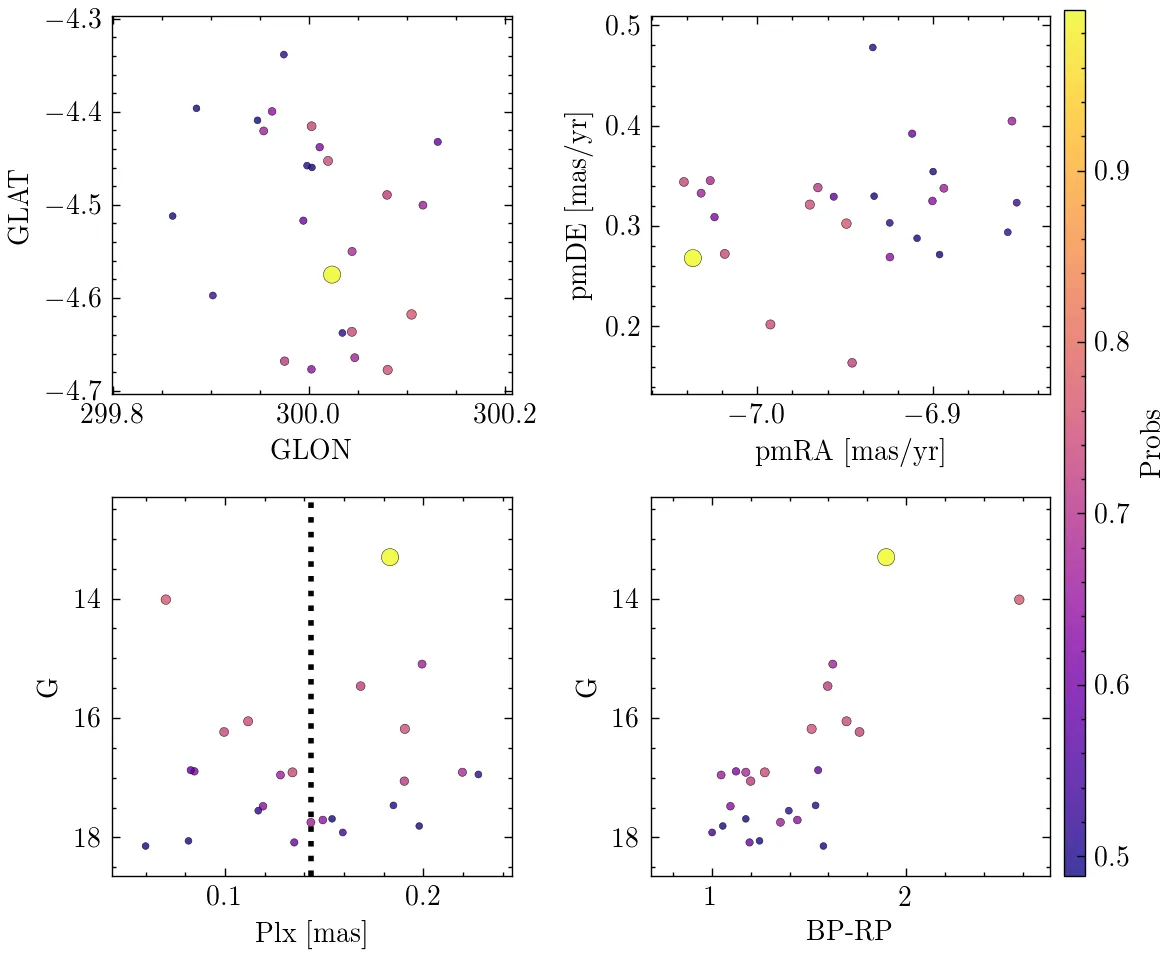 −4.3
−4.4
−4.5
−4.6
−4.7
GLAT
299.8 300.0 300.2
GLON
0.5
0.4
0.3
0.2
pmDE [mas/yr]
−7.0 −6.9
pmRA [mas/yr]
14
16
18
G
0.1 0.2
Plx [mas]
14
16
18
G
1 2
BP-RP
0.9
0.8
0.7
0.6
0.5
Probs